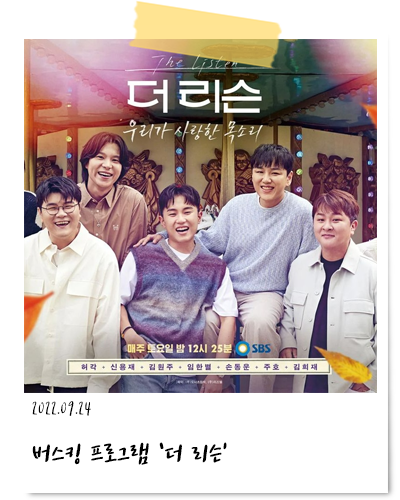 The Listen
더 리슨
우리가 사랑한 목소리
매주 토요일 밤 12시 25분 SBS
허각 • 신용재 • 김원주 • 임한별 • 손동운 • 주호 • 김희재
2022.09.24
버스킹 프로그램 '더 리슨'